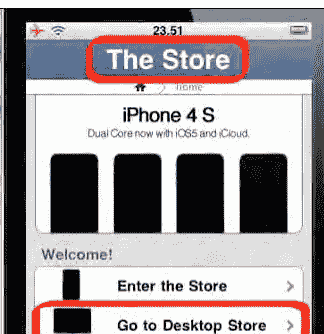 23.51
The Store
home
iPhone 4 S
Dual Core now with iOS5 and iCloud.
Welcome!
Enter the Store
Go to Desktop Store